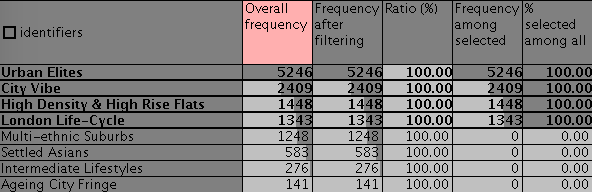 identifiers Overall frequency Frequency after filtering Ratio (%) Frequency among selected % selected among all
Urban Elites 5246 5246 100.00 5246 100.00
City Vibe 2409 2409 100.00 2409 100.00
High Density & High Rise Flats 1448 1448 100.00 1448 100.00
London Life-Cycle 1343 1343 100.00 1343 100.00
Multi-ethnic Suburbs 1248 1248 100.00 0 0.00
Settled Asians 583 583 100.00 0 0.00
Intermediate Lifestyles 276 276 100.00 0 0.00
Ageing City Fringe 141 141 100.00 0 0.00